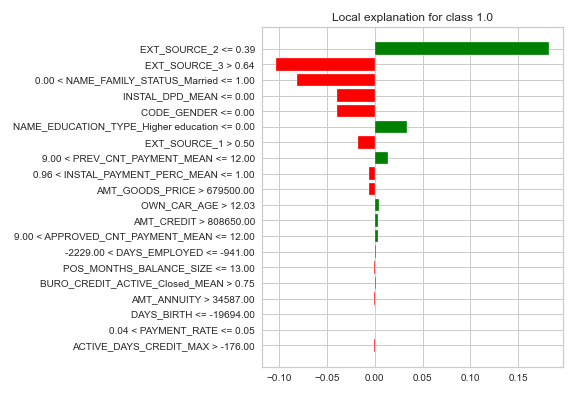 Local explanation for class 1.0
EXT_SOURCE_2 <= 0.39
EXT_SOURCE_3 > 0.64
0.00 < NAME_FAMILY_STATUS_Married <= 1.00
INSTAL_DPD_MEAN <= 0.00
CODE_GENDER <= 0.00
NAME_EDUCATION_TYPE_Higher education <= 0.00
EXT_SOURCE_1 > 0.50
9.00 < PREV_CNT_PAYMENT_MEAN <= 12.00
0.96 < INSTAL_PAYMENT_PERC_MEAN <= 1.00
AMT_GOODS_PRICE > 679500.00
OWN_CAR_AGE > 12.03
AMT_CREDIT > 808650.00
9.00 < APPROVED_CNT_PAYMENT_MEAN <= 12.00
-2229.00 < DAYS_EMPLOYED <= -941.00
POS_MONTHS_BALANCE_SIZE <= 13.00
BURO_CREDIT_ACTIVE_Closed_MEAN > 0.75
AMT_ANNUITY > 34587.00
DAYS_BIRTH <= -19694.00
0.04 < PAYMENT_RATE <= 0.05
ACTIVE_DAYS_CREDIT_MAX > -176.00
−0.10 −0.05 0.00 0.05 0.10 0.15